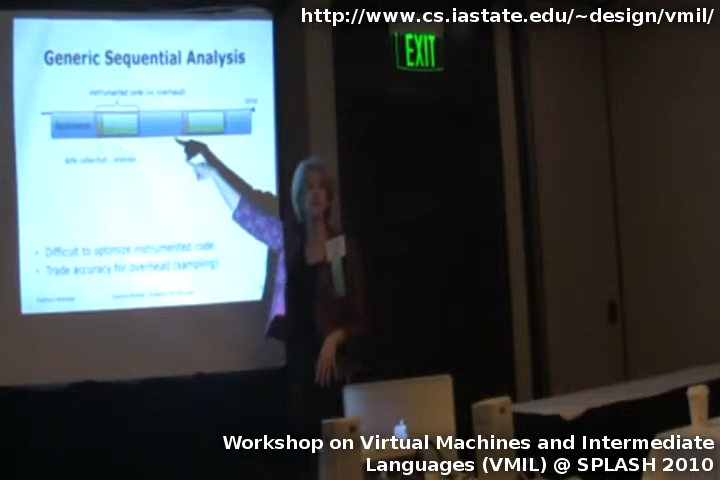 http://www.cs.iastate.edu/~design/vmil/
EXIT
Generic Sequential Analysis
instrumented code (w/ overhead)
time
Application
data collection analysis
• Difficult to optimize instrumented code
• Trade accuracy for overhead (sampling)
Workshop on Virtual Machines and Intermediate
Languages (VMIL) @ SPLASH 2010